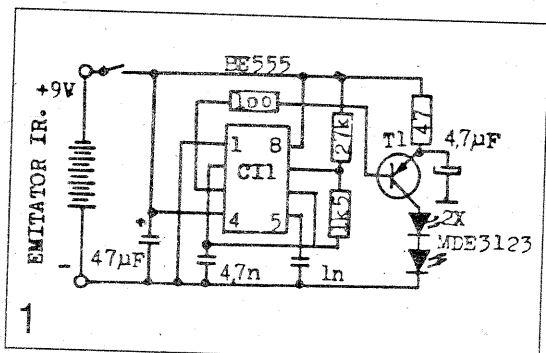 EMITATOR IR.
+9V
BE555
100
1
8
27k
47
T1
4,7µF
CI1
4
5
1k5
2X
MDE3123
+
47µF
4,7n
1n
-
1